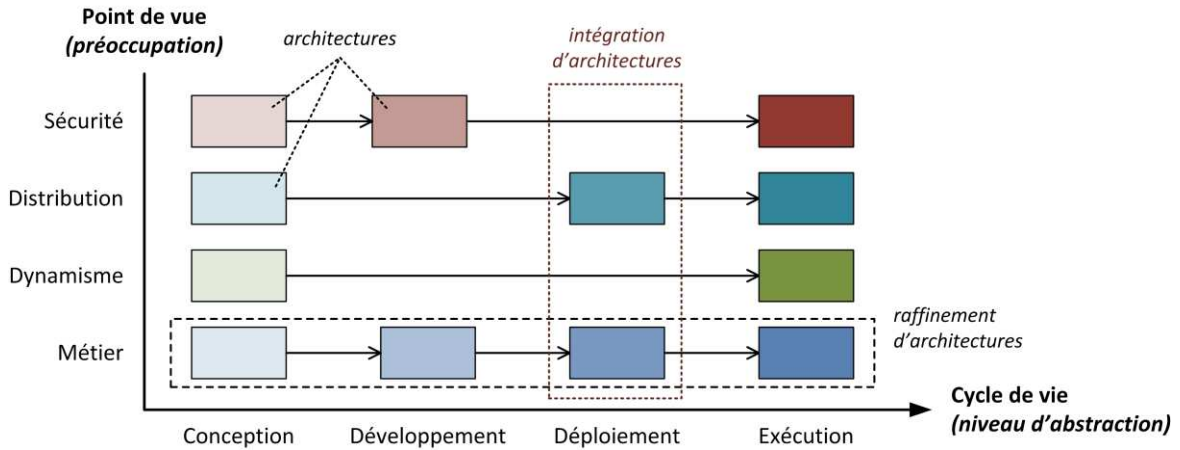 Point de vue
(préoccupation)
architectures
intégration
d'architectures
Sécurité
Distribution
Dynamisme
Métier
raffinement
d'architectures
Cycle de vie
(niveau d'abstraction)
Conception
Développement
Déploiement
Exécution